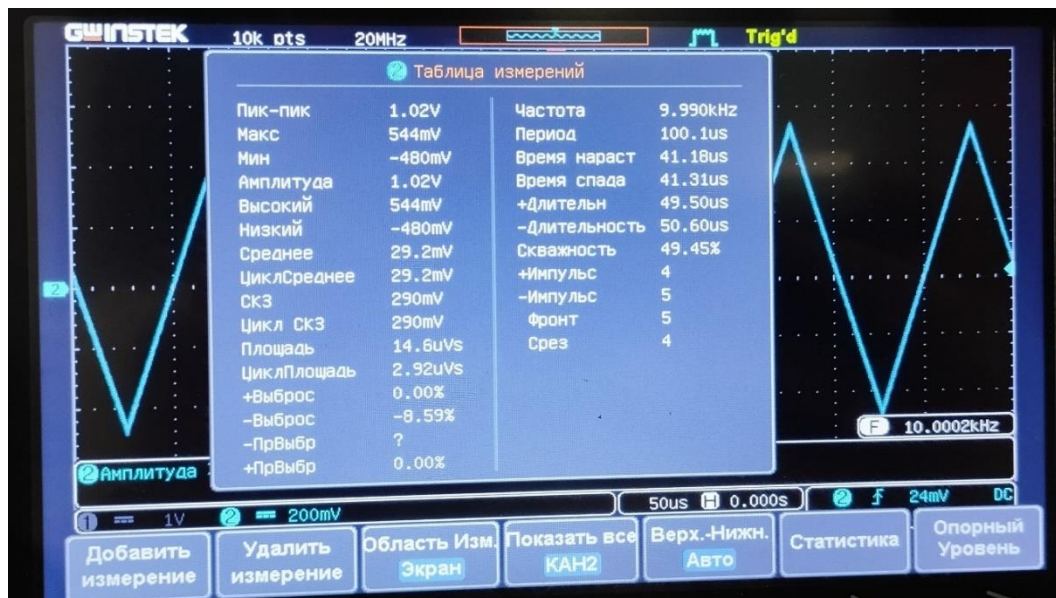 GWINSTEK 10k pts 20MHz Trig'd
2 Таблица измерений
Пик-пик 1.02V
Макс 544mV
Мин -480mV
Амплитуда 1.02V
Высокий 544mV
Низкий -480mV
Среднее 29.2mV
ЦиклСреднее 29.2mV
СКЗ 290mV
Цикл СКЗ 290mV
Площадь 14.6uVs
ЦиклПлощадь 2.92uVs
+Выброс 0.00%
-Выброс -8.59%
-ПрВыбр ?
+ПрВыбр 0.00%
Частота 9.990kHz
Период 100.1us
Время нараст 41.18us
Время спада 41.31us
+Длительн 49.50us
-Длительность 50.60us
Скважность 49.45%
+Импульс 4
-Импульс 5
Фронт 5
Срез 4
2
F 10.0002kHz
2 Амплитуда
1 1V 2 200mV 50us H 0.000s 2 24mV DC
Добавить измерение
Удалить измерение
Область Изм. Экран
Показать все КАН2
Верх.-Нижн. Авто
Статистика
Опорный Уровень